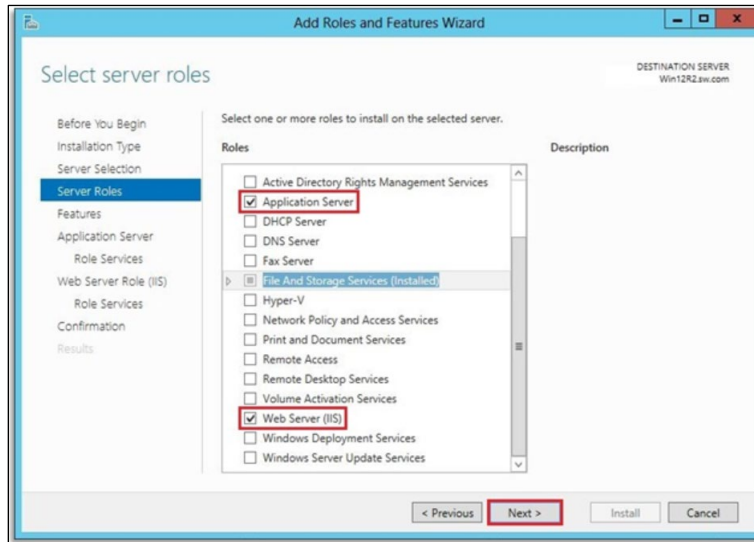 Add Roles and Features Wizard
Select server roles
DESTINATION SERVER
Win12R2.sw.com
Before You Begin
Installation Type
Server Selection
Server Roles
Features
Application Server
Role Services
Web Server Role (IIS)
Role Services
Confirmation
Results
Select one or more roles to install on the selected server.
Roles
Active Directory Rights Management Services
Application Server
DHCP Server
DNS Server
Fax Server
File And Storage Services (Installed)
Hyper-V
Network Policy and Access Services
Print and Document Services
Remote Access
Remote Desktop Services
Volume Activation Services
Web Server (IIS)
Windows Deployment Services
Windows Server Update Services
Description
< Previous
Next >
Install
Cancel